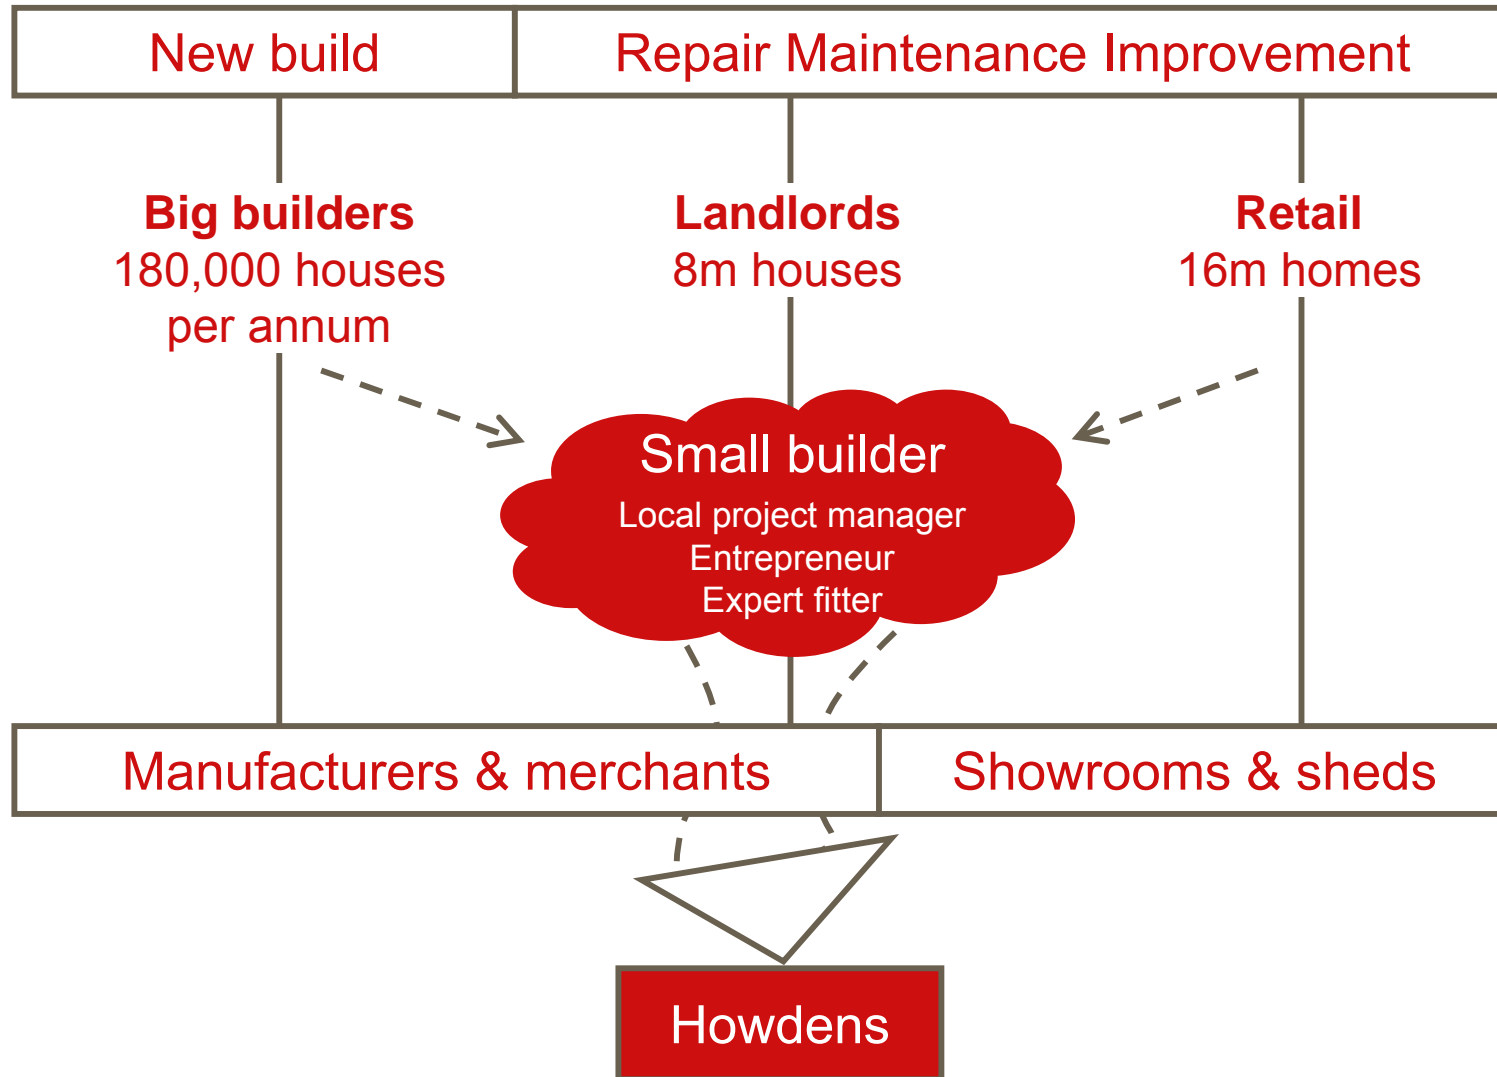 New build
Repair Maintenance Improvement
Big builders
180,000 houses
per annum
Landlords
8m houses
Retail
16m homes
Small builder
Local project manager
Entrepreneur
Expert fitter
Manufacturers & merchants
Showrooms & sheds
Howdens